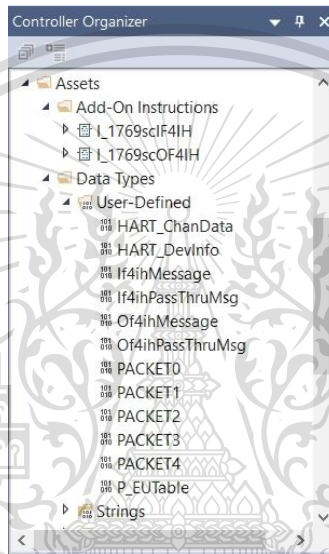 Controller Organizer
Assets
Add-On Instructions
I_1769scIF4IH
I_1769scOF4IH
Data Types
User-Defined
HART_ChanData
HART_DevInfo
If4ihMessage
If4ihPassThruMsg
Of4ihMessage
Of4ihPassThruMsg
PACKET0
PACKET1
PACKET2
PACKET3
PACKET4
P_EUTable
Strings